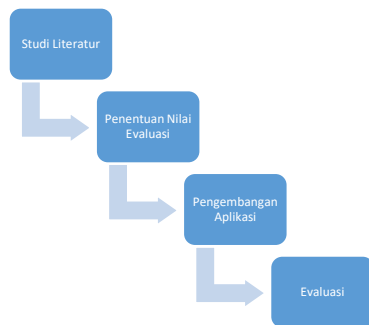 Studi Literatur
Penentuan Nilai
Evaluasi
Pengembangan
Aplikasi
Evaluasi